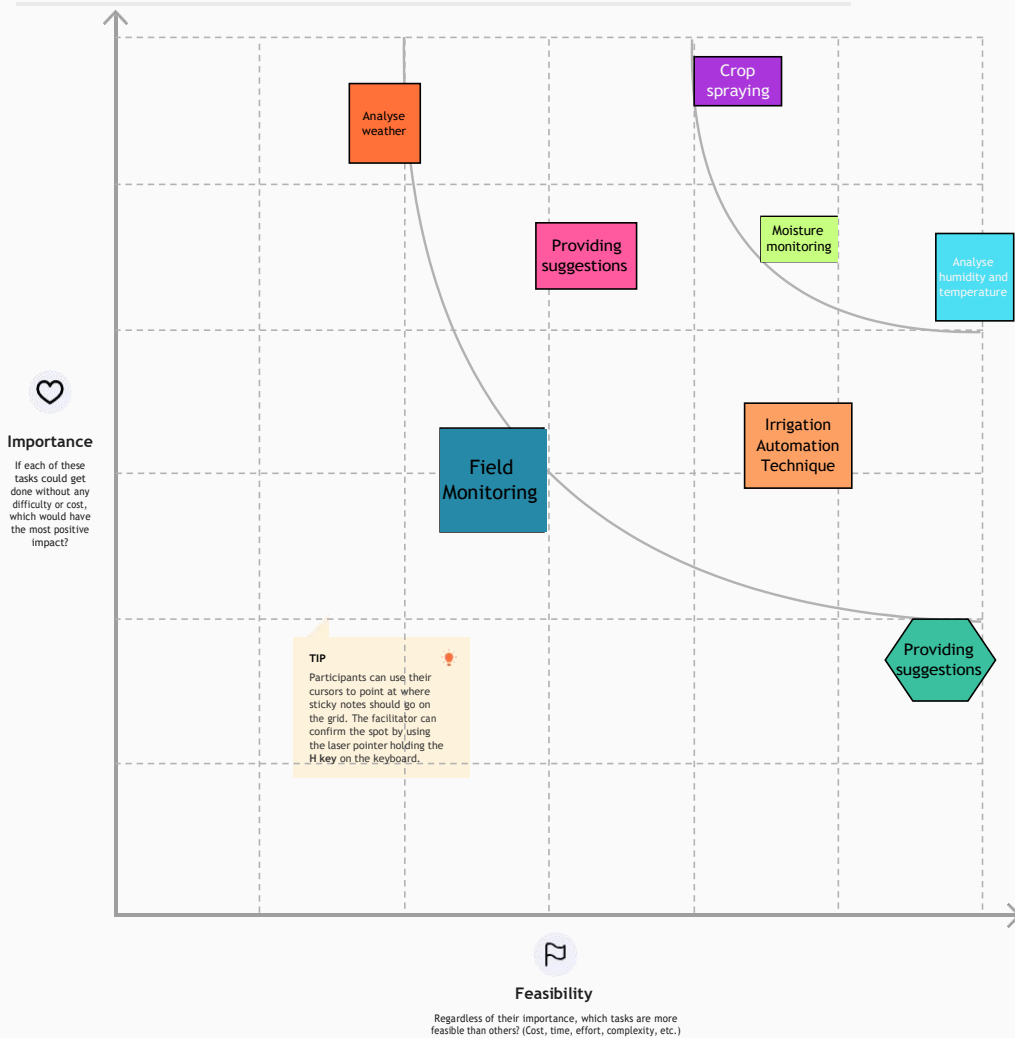 Crop
spraying
Analyse
weather
Moisture
monitoring
Providing
suggestions
Analyse
humidity and
temperature
Importance
If each of these
tasks could get
done without any
difficulty or cost,
which would have
the most positive
impact?
Irrigation
Automation
Technique
Field
Monitoring
Providing
suggestions
TIP
Participants can use their
cursors to point at where
sticky notes should go on
the grid. The facilitator can
confirm the spot by using
the laser pointer holding the
H key on the keyboard.
Feasibility
Regardless of their importance, which tasks are more
feasible than others? (Cost, time, effort, complexity, etc.)